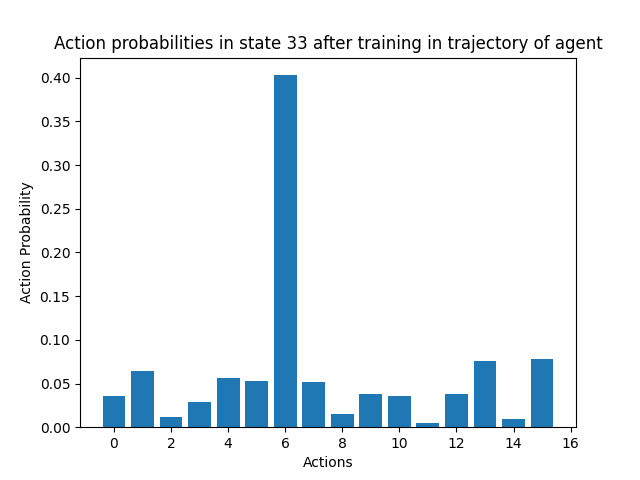 Action probabilities in state 33 after training in trajectory of agent
Action Probability
0.40
0.35
0.30
0.25
0.20
0.15
0.10
0.05
0.00
0 2 4 6 8 10 12 14 16
Actions